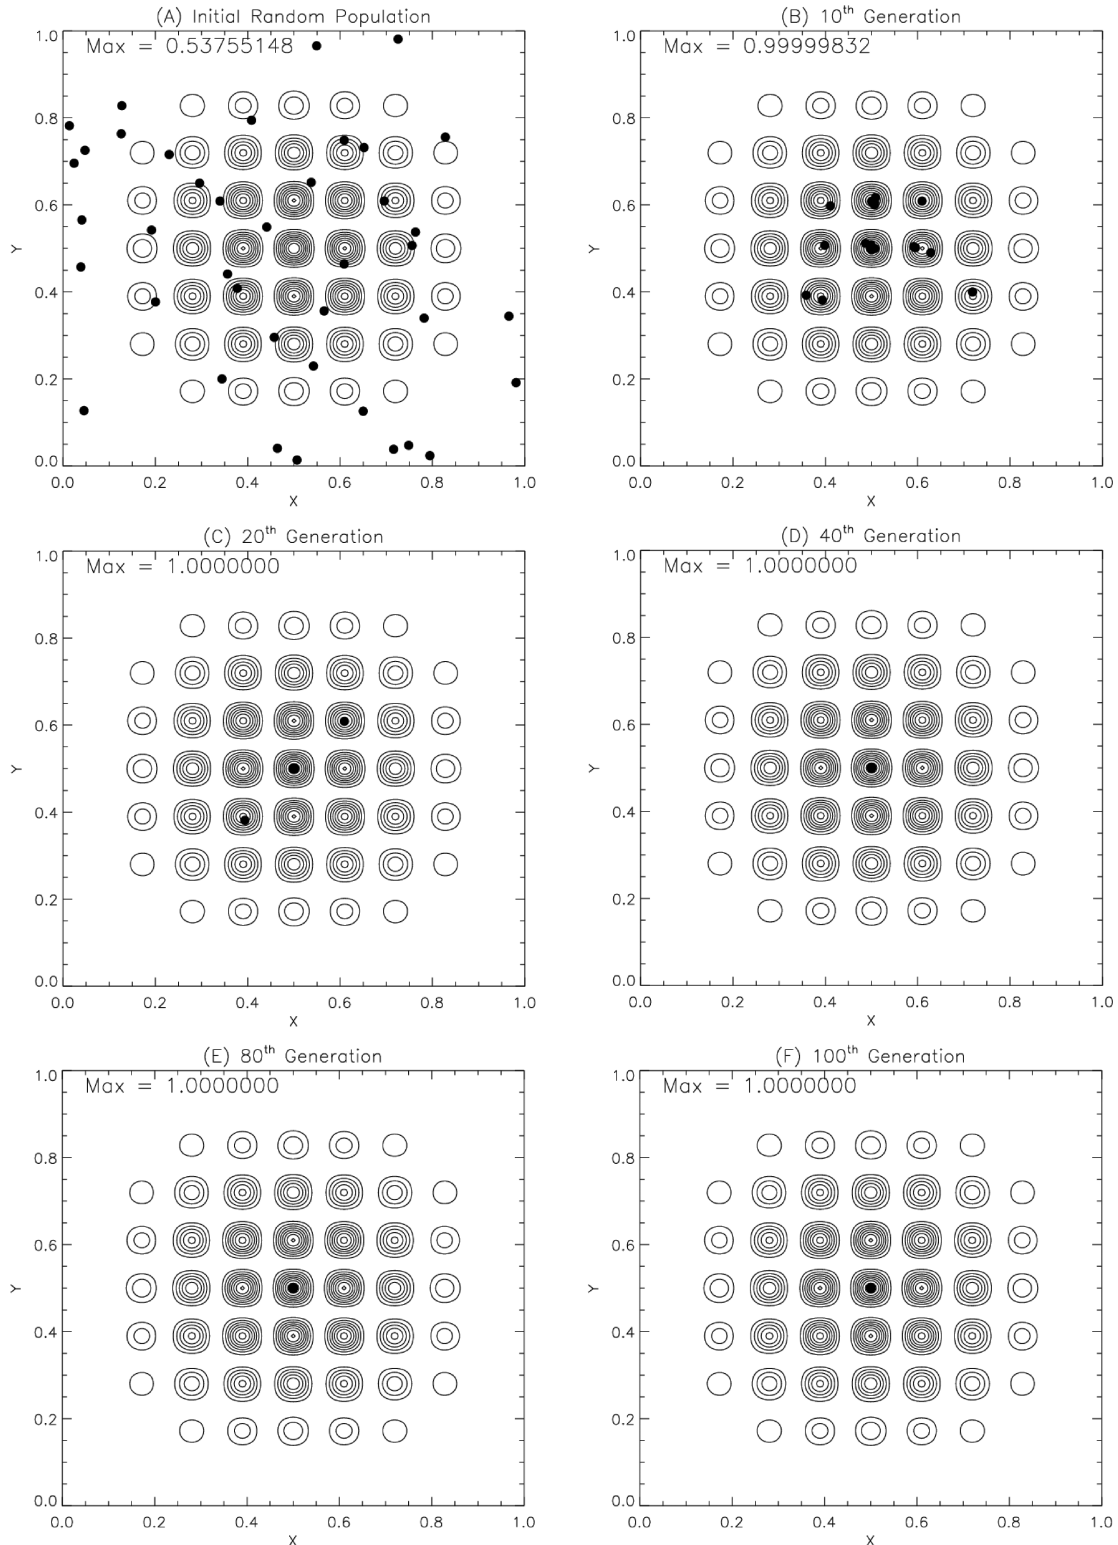 (A) Initial Random Population
Max = 0.53755148
1.0
0.8
0.6
0.4
0.2
0.0
Y
0.0 0.2 0.4 0.6 0.8 1.0
X
(B) 10th Generation
Max = 0.99999832
1.0
0.8
0.6
0.4
0.2
0.0
Y
0.0 0.2 0.4 0.6 0.8 1.0
X
(C) 20th Generation
Max = 1.0000000
1.0
0.8
0.6
0.4
0.2
0.0
Y
0.0 0.2 0.4 0.6 0.8 1.0
X
(D) 40th Generation
Max = 1.0000000
1.0
0.8
0.6
0.4
0.2
0.0
Y
0.0 0.2 0.4 0.6 0.8 1.0
X
(E) 80th Generation
Max = 1.0000000
1.0
0.8
0.6
0.4
0.2
0.0
Y
0.0 0.2 0.4 0.6 0.8 1.0
X
(F) 100th Generation
Max = 1.0000000
1.0
0.8
0.6
0.4
0.2
0.0
Y
0.0 0.2 0.4 0.6 0.8 1.0
X